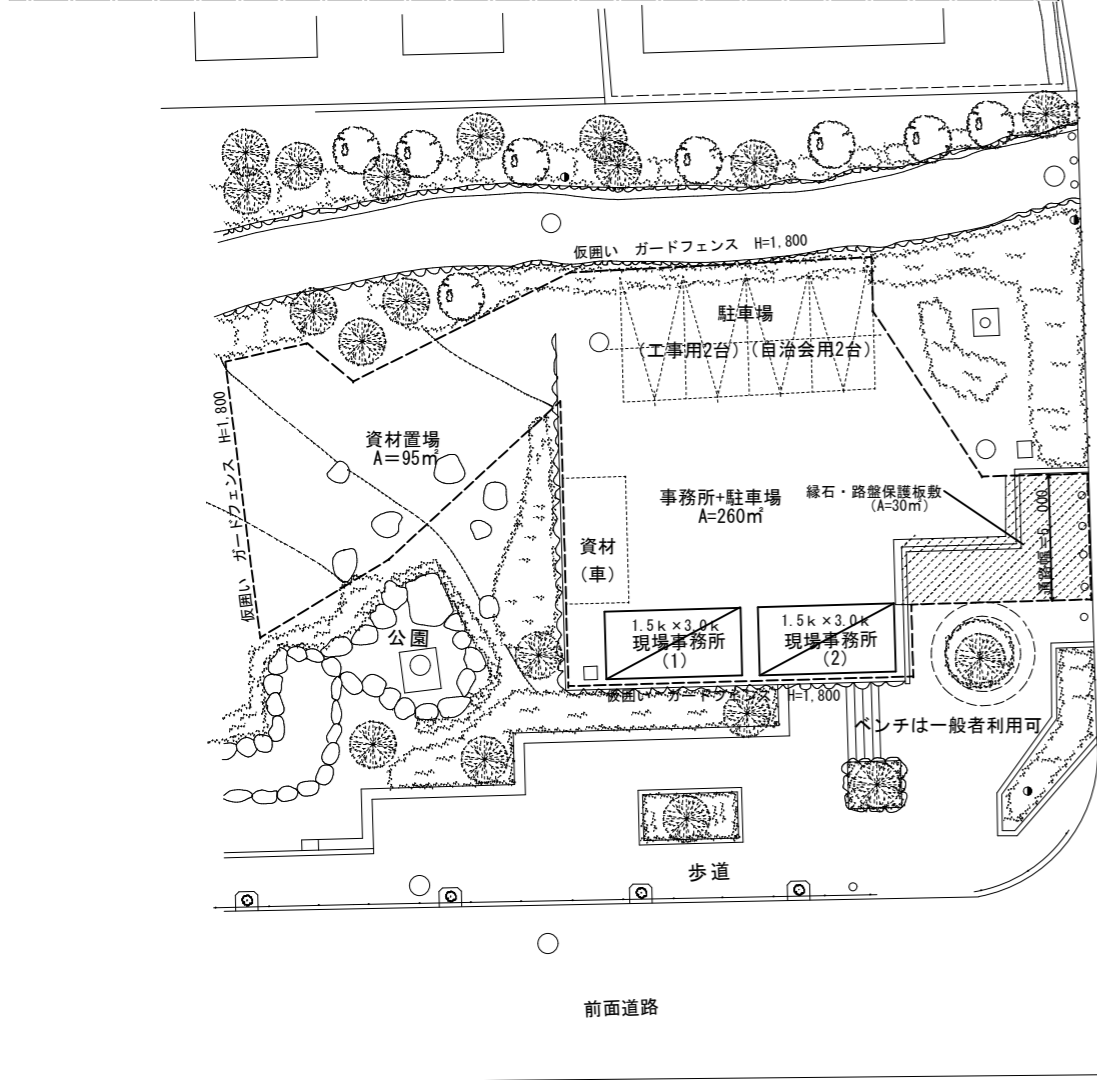 仮囲い ガードフェンス H=1,800
駐車場
(工事用2台)(自治会用2台)
仮囲い ガードフェンス H=1,800
資材置場
A=95㎡
事務所+駐車場
A=260㎡
縁石・路盤保護板敷
(A=30㎡)
通路幅=6,000
資材
(車)
1.5k×3.0k
現場事務所
(1)
1.5k×3.0k
現場事務所
(2)
公園
仮囲い ガードフェンス H=1,800
ベンチは一般者利用可
歩道
前面道路